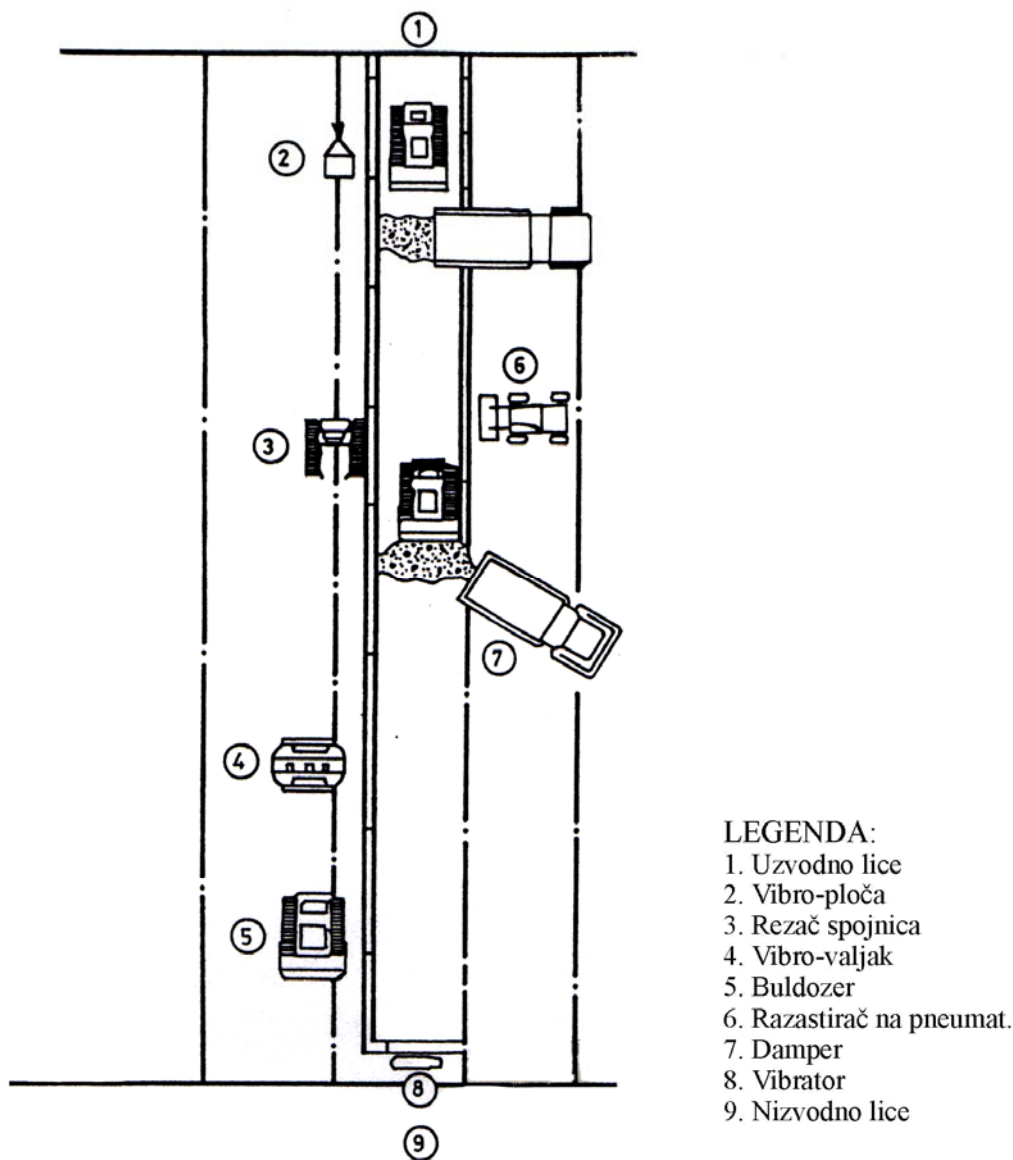 1
2
6
3
7
4
5
8
9
LEGENDA:
1. Uzvodno lice
2. Vibro-ploča
3. Rezač spojnica
4. Vibro-valjak
5. Buldozer
6. Razastirač na pneumat.
7. Damper
8. Vibrator
9. Nizvodno lice